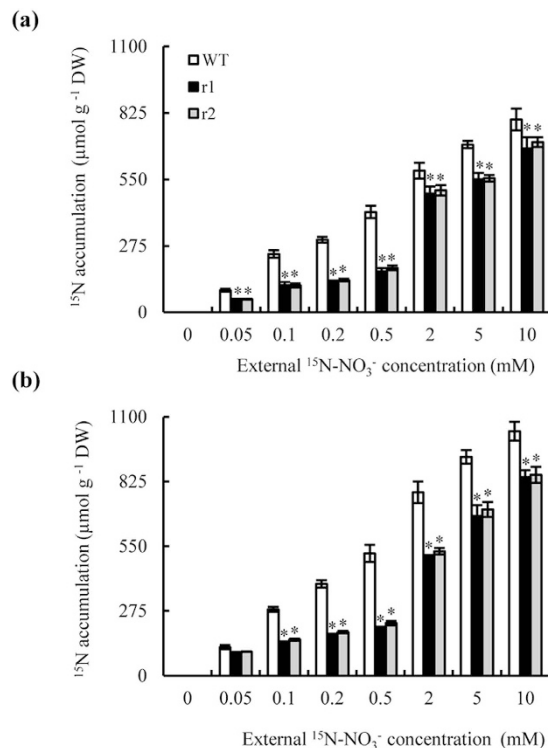 (a)
1100
825
550
275
0
¹⁵N accumulation (µmol g ⁻¹ DW)
WT
r1
r2
* *
* *
* *
* *
* *
* *
* *
0 0.05 0.1 0.2 0.5 2 5 10
External ¹⁵N-NO₃⁻ concentration (mM)
(b)
1100
825
550
275
0
¹⁵N accumulation (µmol g ⁻¹ DW)
* *
* *
* *
* *
* *
* *
0 0.05 0.1 0.2 0.5 2 5 10
External ¹⁵N-NO₃⁻ concentration (mM)